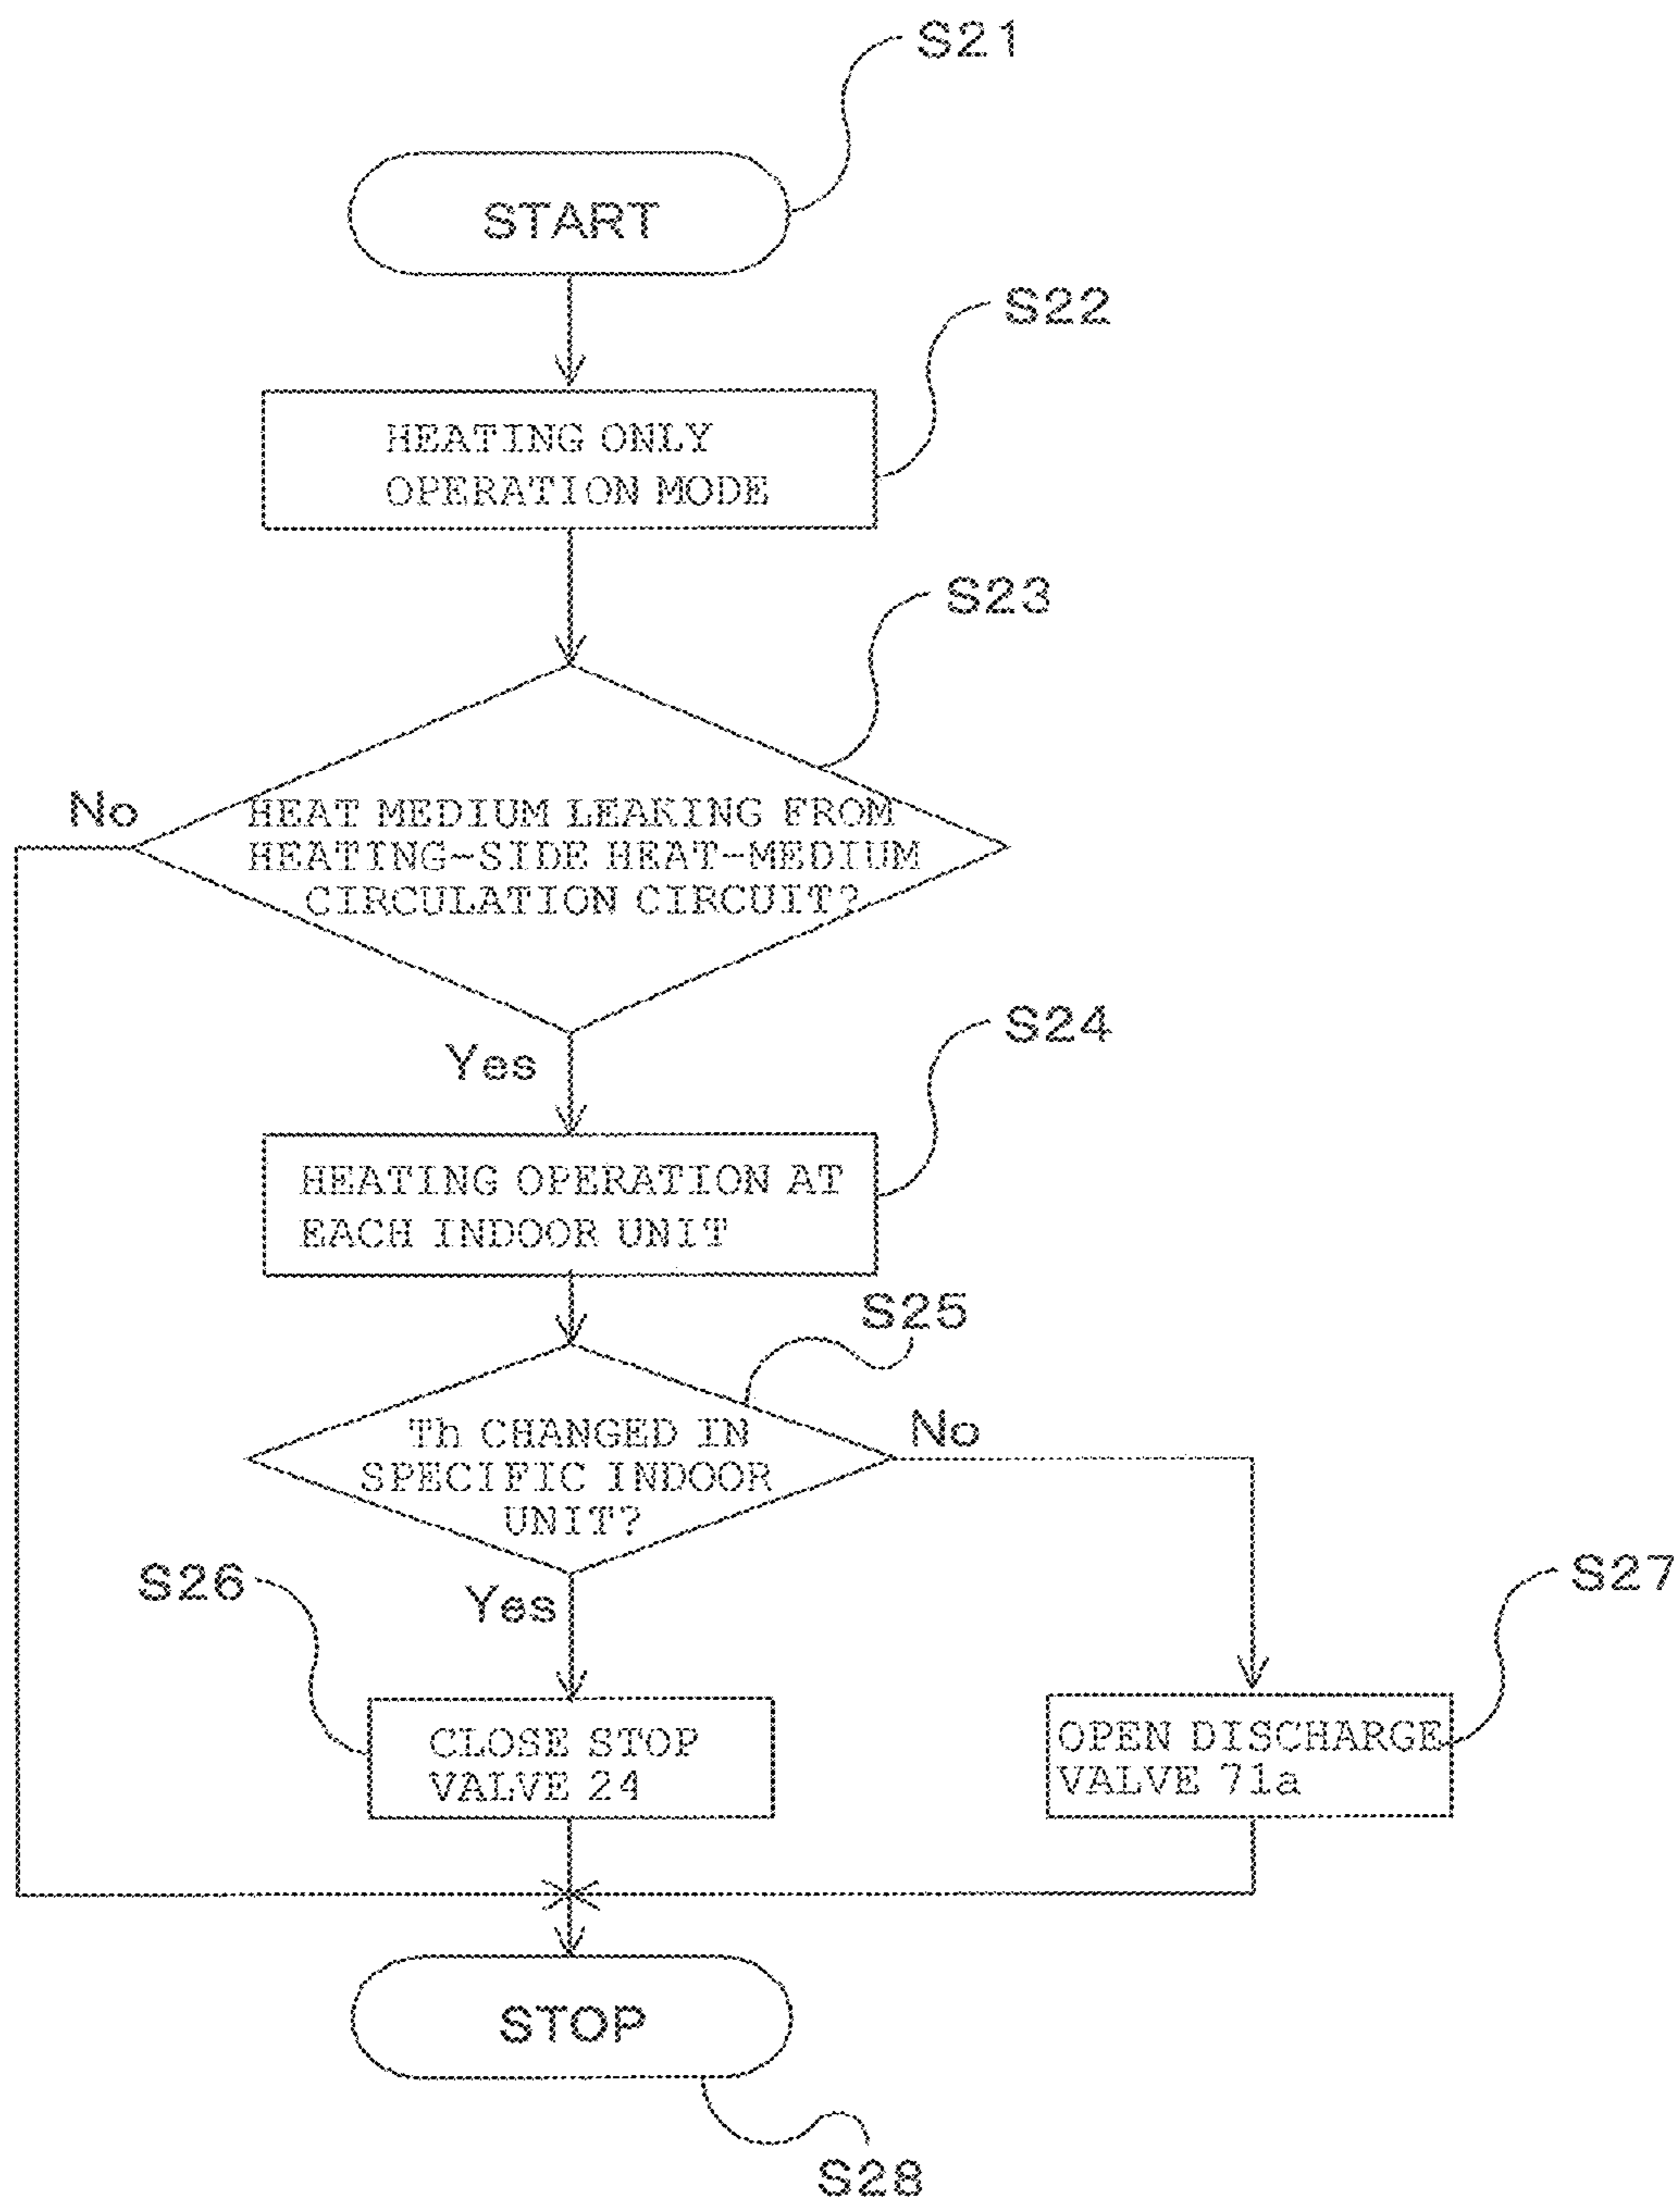 S21
START
S22
HEATING ONLY
OPERATION MODE
S23
No
HEAT MEDIUM LEAKING FROM
HEATING-SIDE HEAT-MEDIUM
CIRCULATION CIRCUIT?
S24
Yes
HEATING OPERATION AT
EACH INDOOR UNIT
S25
Th CHANGED IN
SPECIFIC INDOOR
UNIT?
No
S26
Yes
S27
CLOSE STOP
VALVE 24
OPEN DISCHARGE
VALVE 71a
STOP
S28